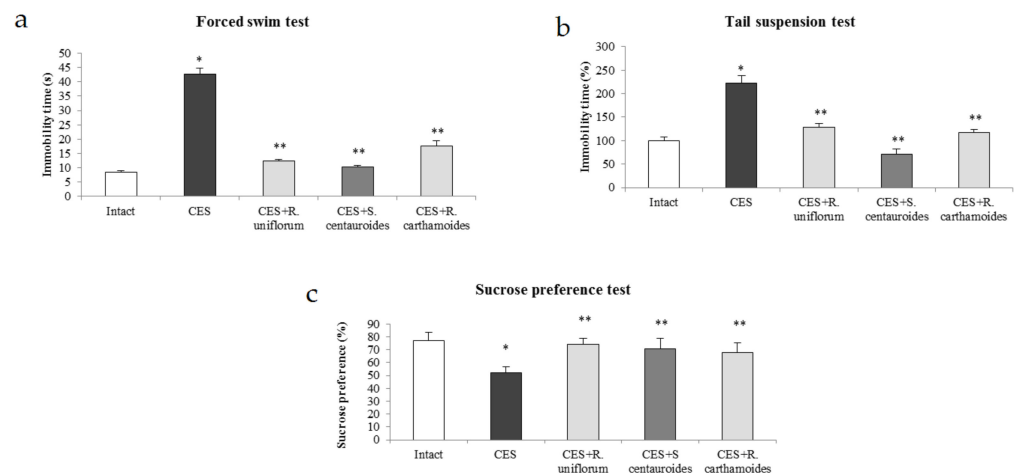 a
Forced swim test
Immobility time (s)
50
45
40
35
30
25
20
15
10
5
0
*
**
**
**
Intact
CES
CES+R.
uniflorum
CES+S.
centauroides
CES+R.
carthamoides
b
Tail suspension test
Immobility time (%)
300
250
200
150
100
50
0
*
**
**
**
Intact
CES
CES+R.
uniflorum
CES+S.
centauroides
CES+R.
carthamoides
c
Sucrose preference test
Sucrose preference (%)
90
80
70
60
50
40
30
20
10
0
*
**
**
**
Intact
CES
CES+R.
uniflorum
CES+S
centauroides
CES+R.
carthamoides